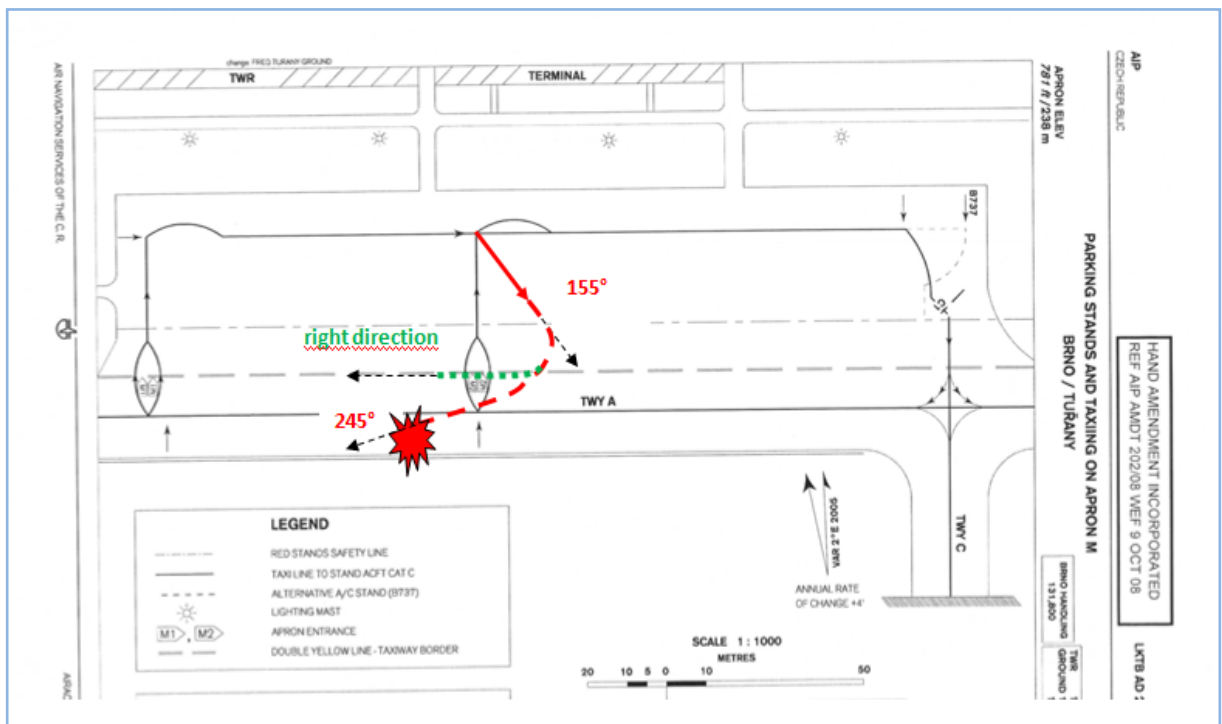 change: FREQ TURANY GROUND
TWR
TERMINAL
AIR NAVIGATION SERVICES OF THE C.R.
AIP
CZECH REPUBLIC
APRON ELEV
781 ft / 238 m
PARKING STANDS AND TAXIING ON APRON M
BRNO / TUŘANY
HAND AMENDMENT INCORPORATED
REF AIP AMDT 202/08 WEF 9 OCT 08
B737
155°
right direction
TWY A
245°
TWY C
VAR 2° E 2005
ANNUAL RATE
OF CHANGE +4'
LEGEND
RED STANDS SAFETY LINE
TAXI LINE TO STAND ACFT CAT C
ALTERNATIVE A/C STAND (B737)
LIGHTING MAST
M1, M2
APRON ENTRANCE
DOUBLE YELLOW LINE - TAXIWAY BORDER
SCALE 1 : 1000
METRES
20 10 5 0 10 50
BRNO HANDLING
131,800
TWR
GROUND
LKTB AD
AIRAC